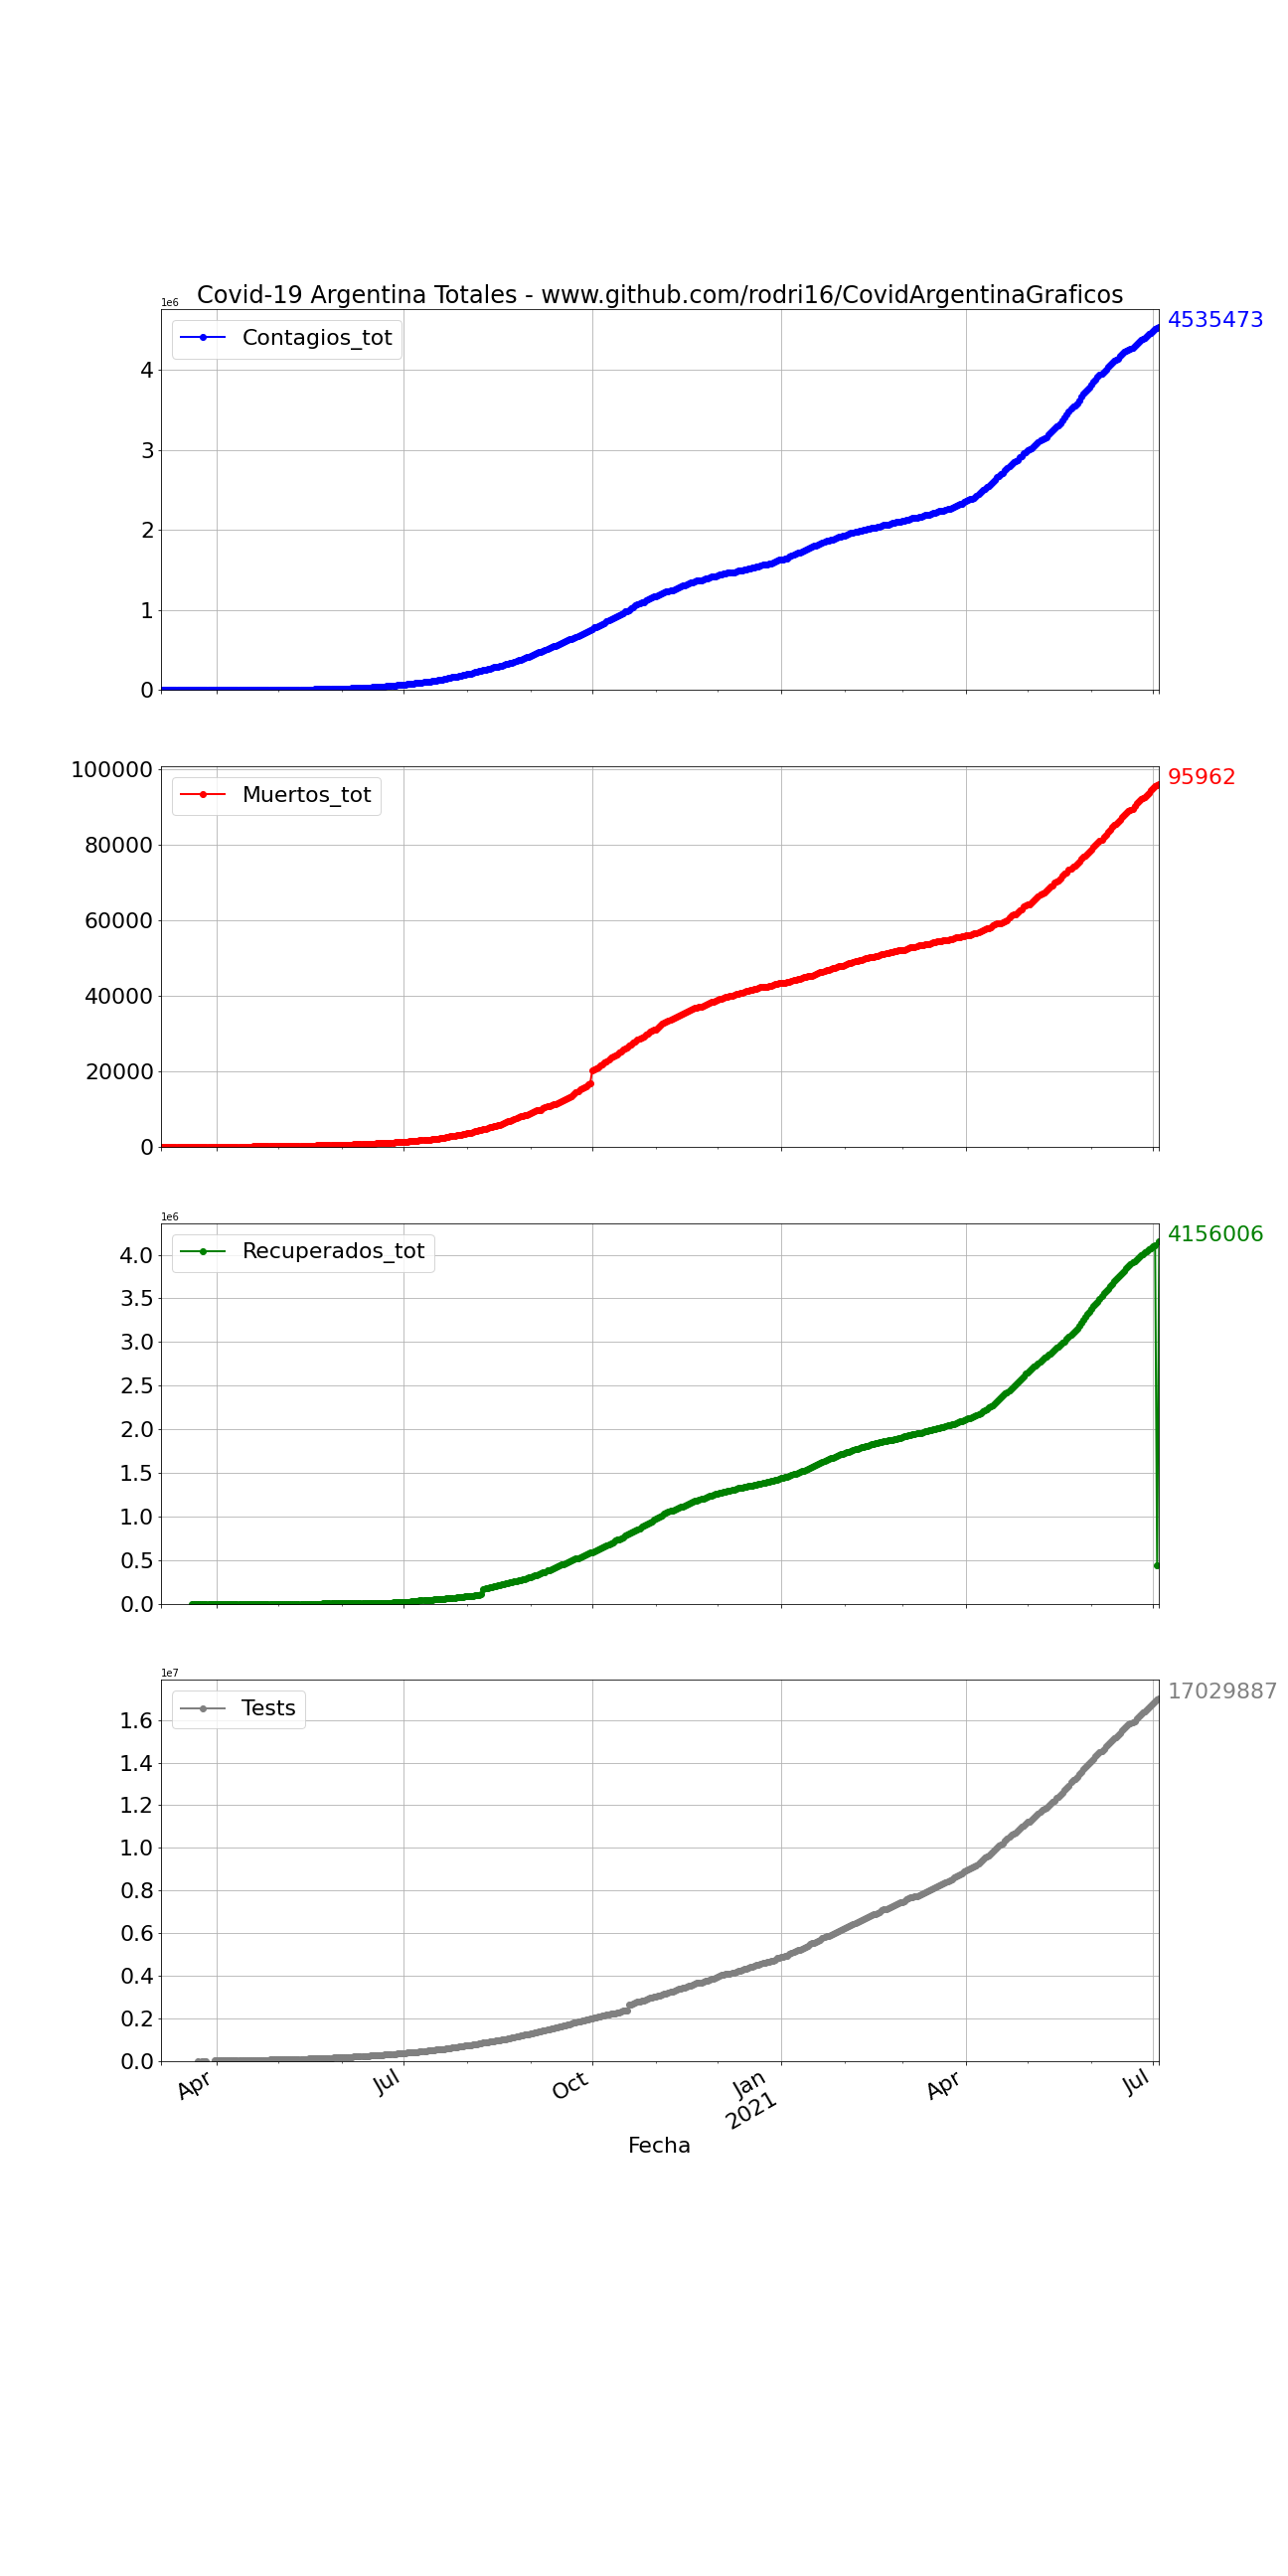 Covid-19 Argentina Totales - www.github.com/rodri16/CovidArgentinaGraficos
1e6
Contagios_tot
4535473
4
3
2
1
0
100000
Muertos_tot
95962
80000
60000
40000
20000
0
1e6
Recuperados_tot
4156006
4.0
3.5
3.0
2.5
2.0
1.5
1.0
0.5
0.0
1e7
Tests
17029887
1.6
1.4
1.2
1.0
0.8
0.6
0.4
0.2
0.0
Apr
Jul
Oct
Jan
2021
Apr
Jul
Fecha